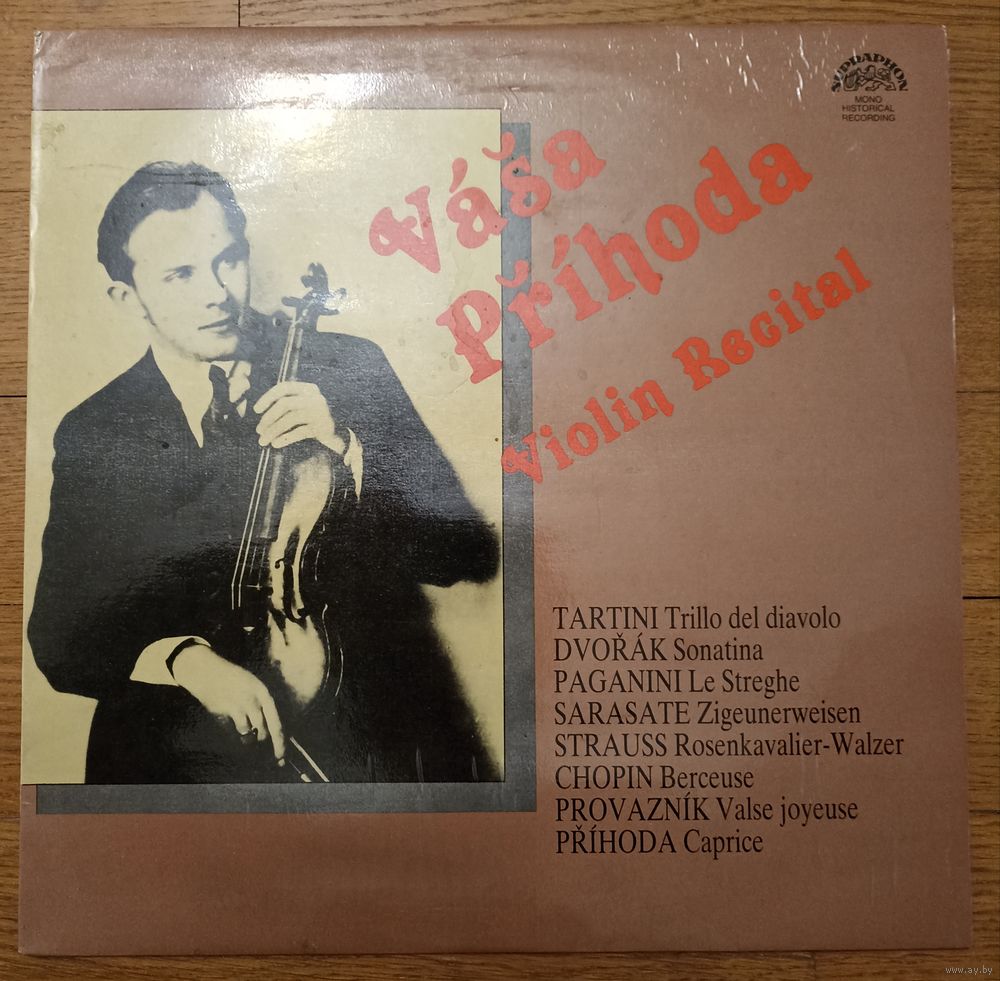 SUPRAPHON
MONO
HISTORICAL
RECORDING
Váša
Příhoda
Violin Recital
TARTINI Trillo del diavolo
DVOŘÁK Sonatina
PAGANINI Le Streghe
SARASATE Zigeunerweisen
STRAUSS Rosenkavalier-Walzer
CHOPIN Berceuse
PROVAZNÍK Valse joyeuse
PŘÍHODA Caprice
www.ay.by